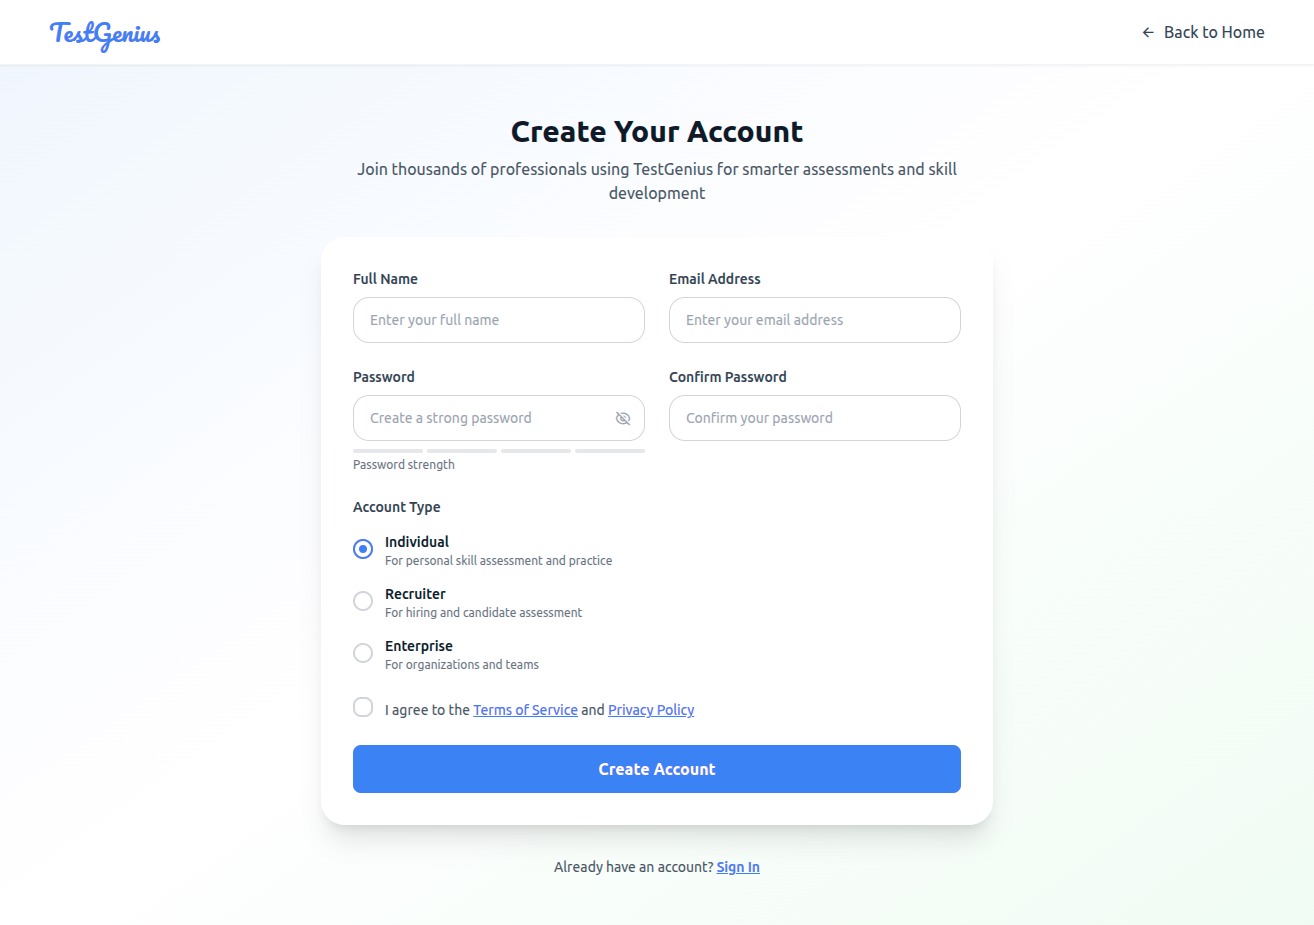 TestGenius
Back to Home
Create Your Account
Join thousands of professionals using TestGenius for smarter assessments and skill
development
Full Name
Email Address
Enter your full name
Enter your email address
Password
Confirm Password
Create a strong password
Confirm your password
Password strength
Account Type
Individual
For personal skill assessment and practice
Recruiter
For hiring and candidate assessment
Enterprise
For organizations and teams
I agree to the Terms of Service and Privacy Policy
Create Account
Already have an account? Sign In